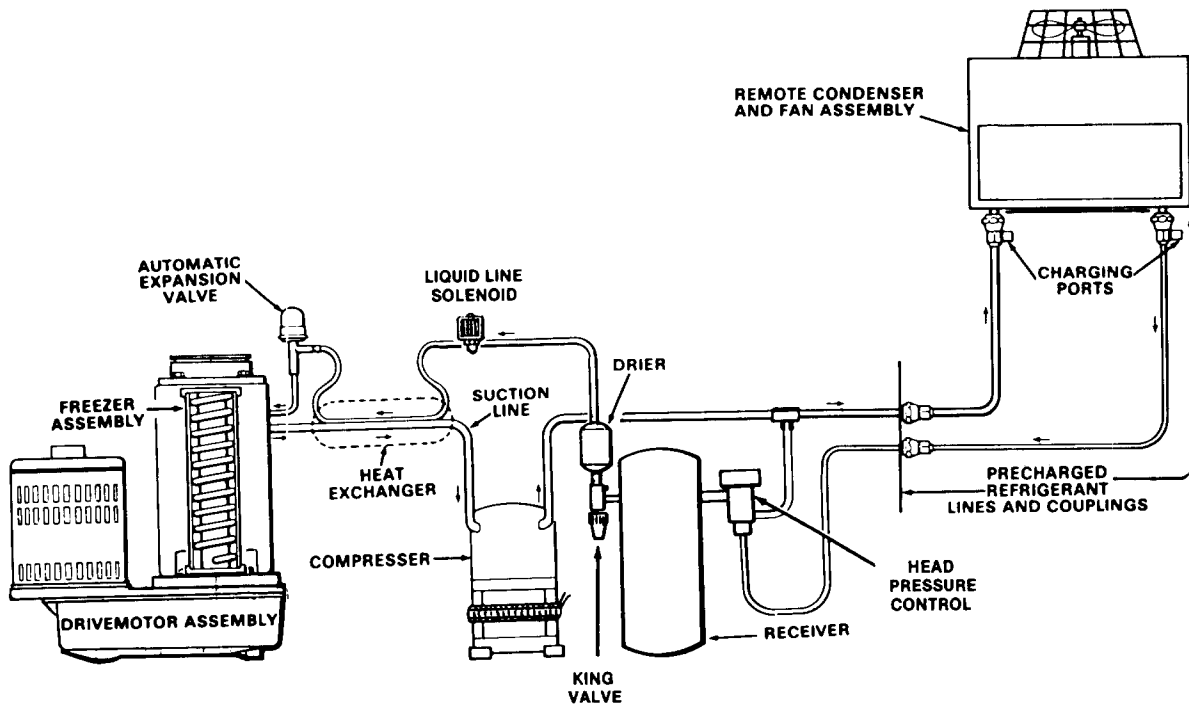 REMOTE CONDENSER
AND FAN ASSEMBLY
CHARGING
PORTS
AUTOMATIC
EXPANSION
VALVE
LIQUID LINE
SOLENOID
DRIER
SUCTION
LINE
FREEZER
ASSEMBLY
HEAT
EXCHANGER
PRECHARGED
REFRIGERANT
LINES AND COUPLINGS
COMPRESSER
HEAD
PRESSURE
CONTROL
DRIVEMOTOR ASSEMBLY
RECEIVER
KING
VALVE